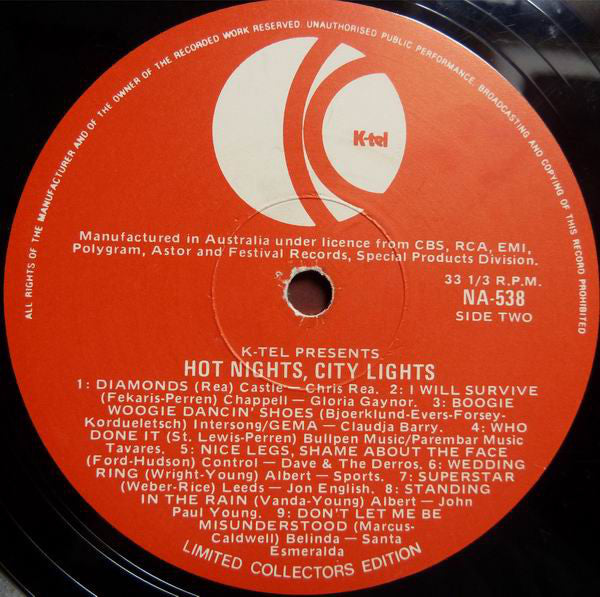 ALL RIGHTS OF THE MANUFACTURER AND OF THE OWNER OF THE RECORDED WORK RESERVED. UNAUTHORISED PUBLIC PERFORMANCE, BROADCASTING AND COPYING OF THIS RECORD PROHIBITED
K-tel
Manufactured in Australia under licence from CBS, RCA, EMI,
Polygram, Astor and Festival Records, Special Products Division.
33 1/3 R.P.M.
NA-538
SIDE TWO
K-TEL PRESENTS
HOT NIGHTS, CITY LIGHTS
1: DIAMONDS (Rea) Castle – Chris Rea. 2: I WILL SURVIVE
(Fekaris-Perren) Chappell – Gloria Gaynor. 3: BOOGIE
WOOGIE DANCIN' SHOES (Bjoerklund-Evers-Forsey-
Kordueletsch) Intersong/GEMA – Claudja Barry. 4: WHO
DONE IT (St. Lewis-Perren) Bullpen Music/Parembar Music
Tavares. 5: NICE LEGS, SHAME ABOUT THE FACE
(Ford-Hudson) Control – Dave & The Derros. 6: WEDDING
RING (Wright-Young) Albert – Sports. 7: SUPERSTAR
(Weber-Rice) Leeds – Jon English. 8: STANDING
IN THE RAIN (Vanda-Young) Albert – John
Paul Young. 9: DON'T LET ME BE
MISUNDERSTOOD (Marcus-
Caldwell) Belinda – Santa
Esmeralda
LIMITED COLLECTORS EDITION